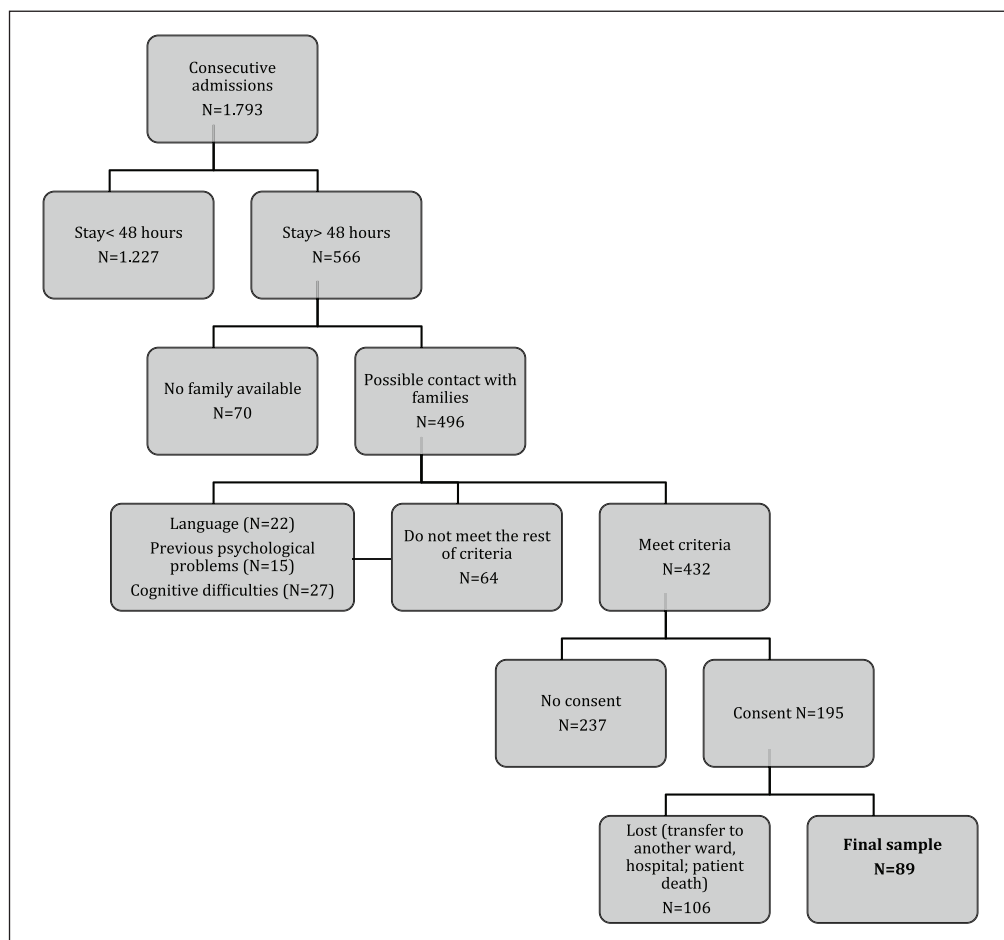 Consecutive
admissions
N=1.793
Stay< 48 hours
N=1.227
Stay> 48 hours
N=566
No family available
N=70
Possible contact with
families
N=496
Language (N=22)
Previous psychological
problems (N=15)
Cognitive difficulties (N=27)
Do not meet the rest
of criteria
N=64
Meet criteria
N=432
No consent
N=237
Consent N=195
Lost (transfer to
another ward,
hospital; patient
death)
N=106
Final sample
N=89